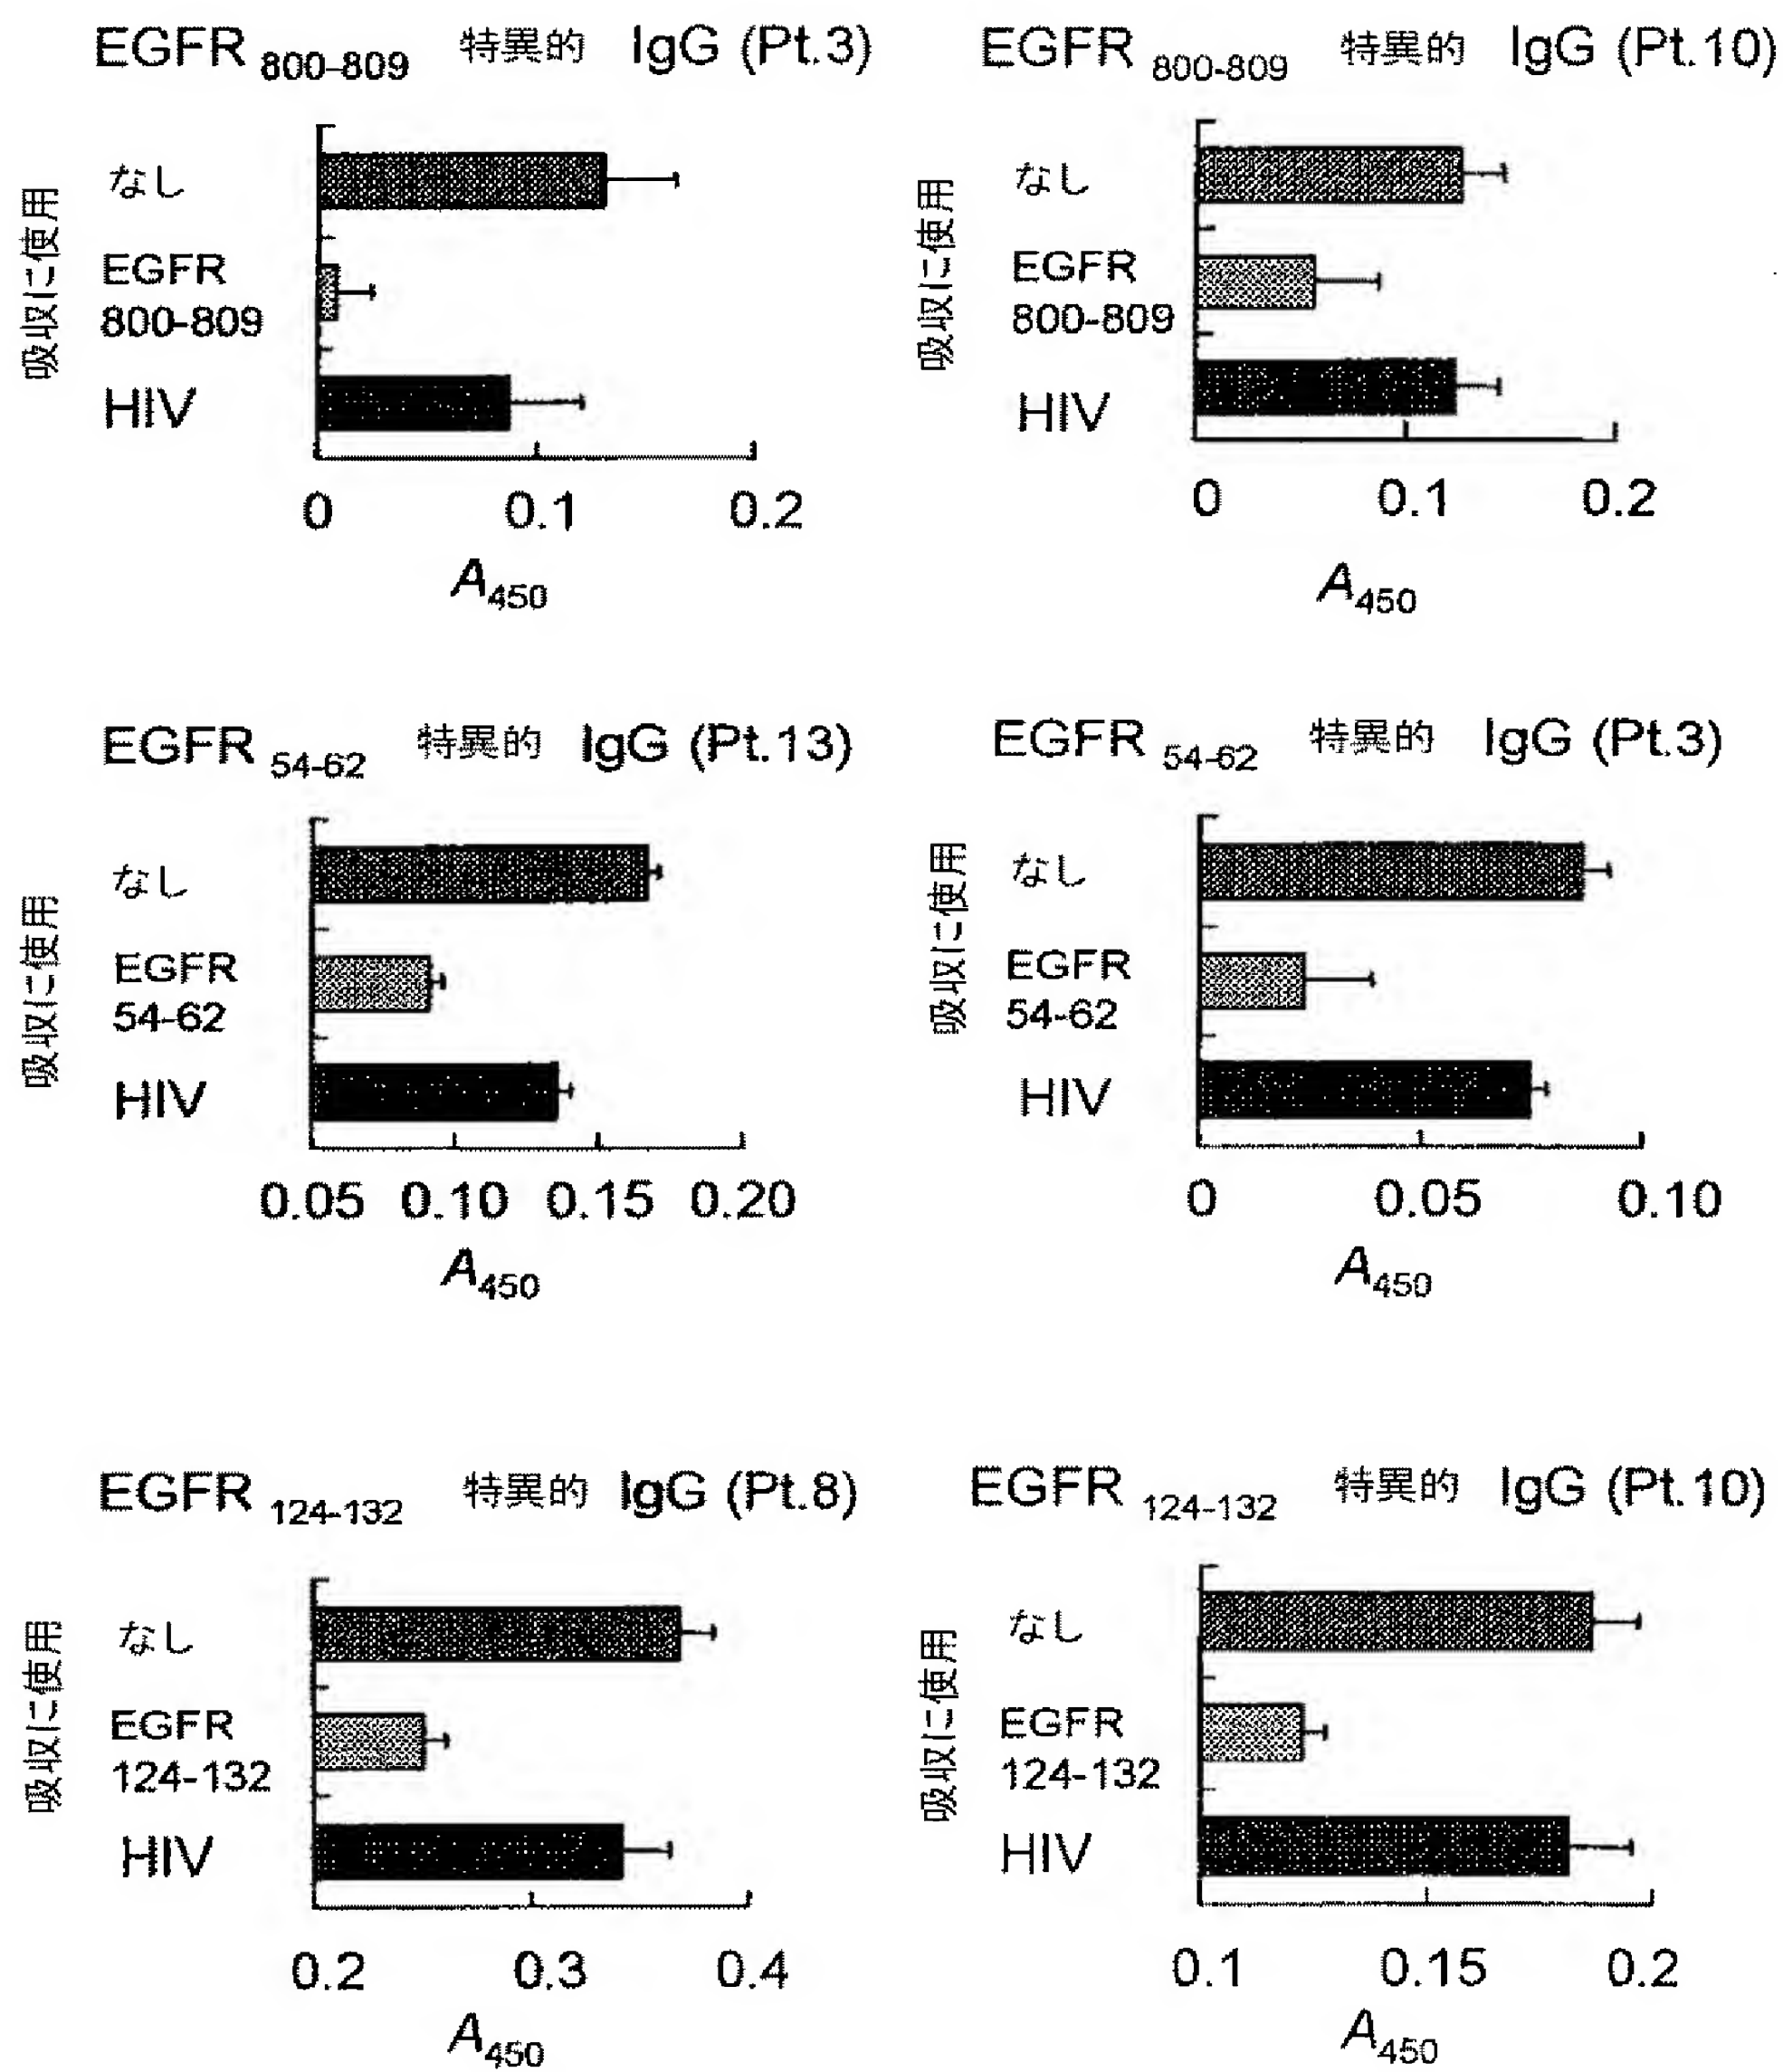 EGFR 800-809 特異的 IgG (Pt.3)
吸収に使用
なし
EGFR
800-809
HIV
0 0.1 0.2
A450
EGFR 800-809 特異的 IgG (Pt.10)
吸収に使用
なし
EGFR
800-809
HIV
0 0.1 0.2
A450
EGFR 54-62 特異的 IgG (Pt.13)
吸収に使用
なし
EGFR
54-62
HIV
0.05 0.10 0.15 0.20
A450
EGFR 54-62 特異的 IgG (Pt.3)
吸収に使用
なし
EGFR
54-62
HIV
0 0.05 0.10
A450
EGFR 124-132 特異的 IgG (Pt.8)
吸収に使用
なし
EGFR
124-132
HIV
0.2 0.3 0.4
A450
EGFR 124-132 特異的 IgG (Pt.10)
吸収に使用
なし
EGFR
124-132
HIV
0.1 0.15 0.2
A450